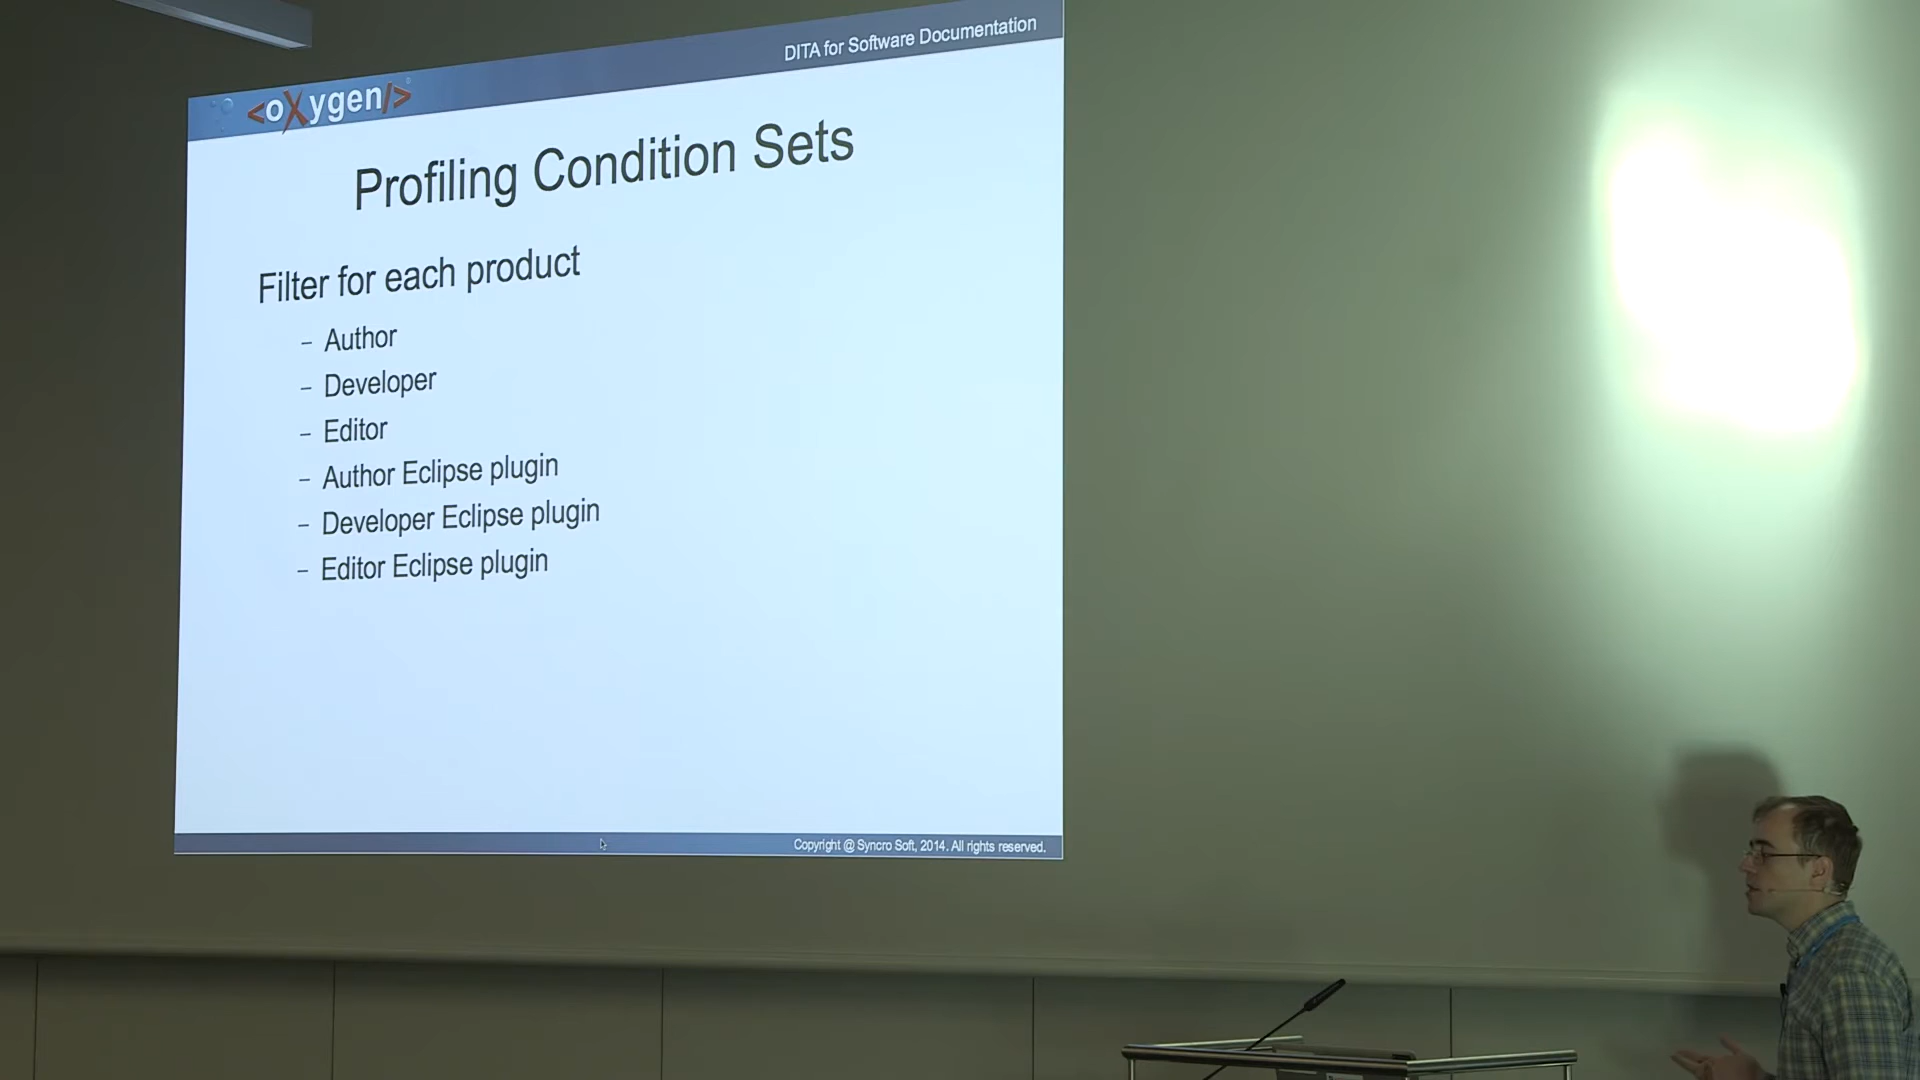 DITA for Software Documentation
<oXygen/>
Profiling Condition Sets
Filter for each product
– Author
– Developer
– Editor
– Author Eclipse plugin
– Developer Eclipse plugin
– Editor Eclipse plugin
Copyright @ Syncro Soft, 2014. All rights reserved.